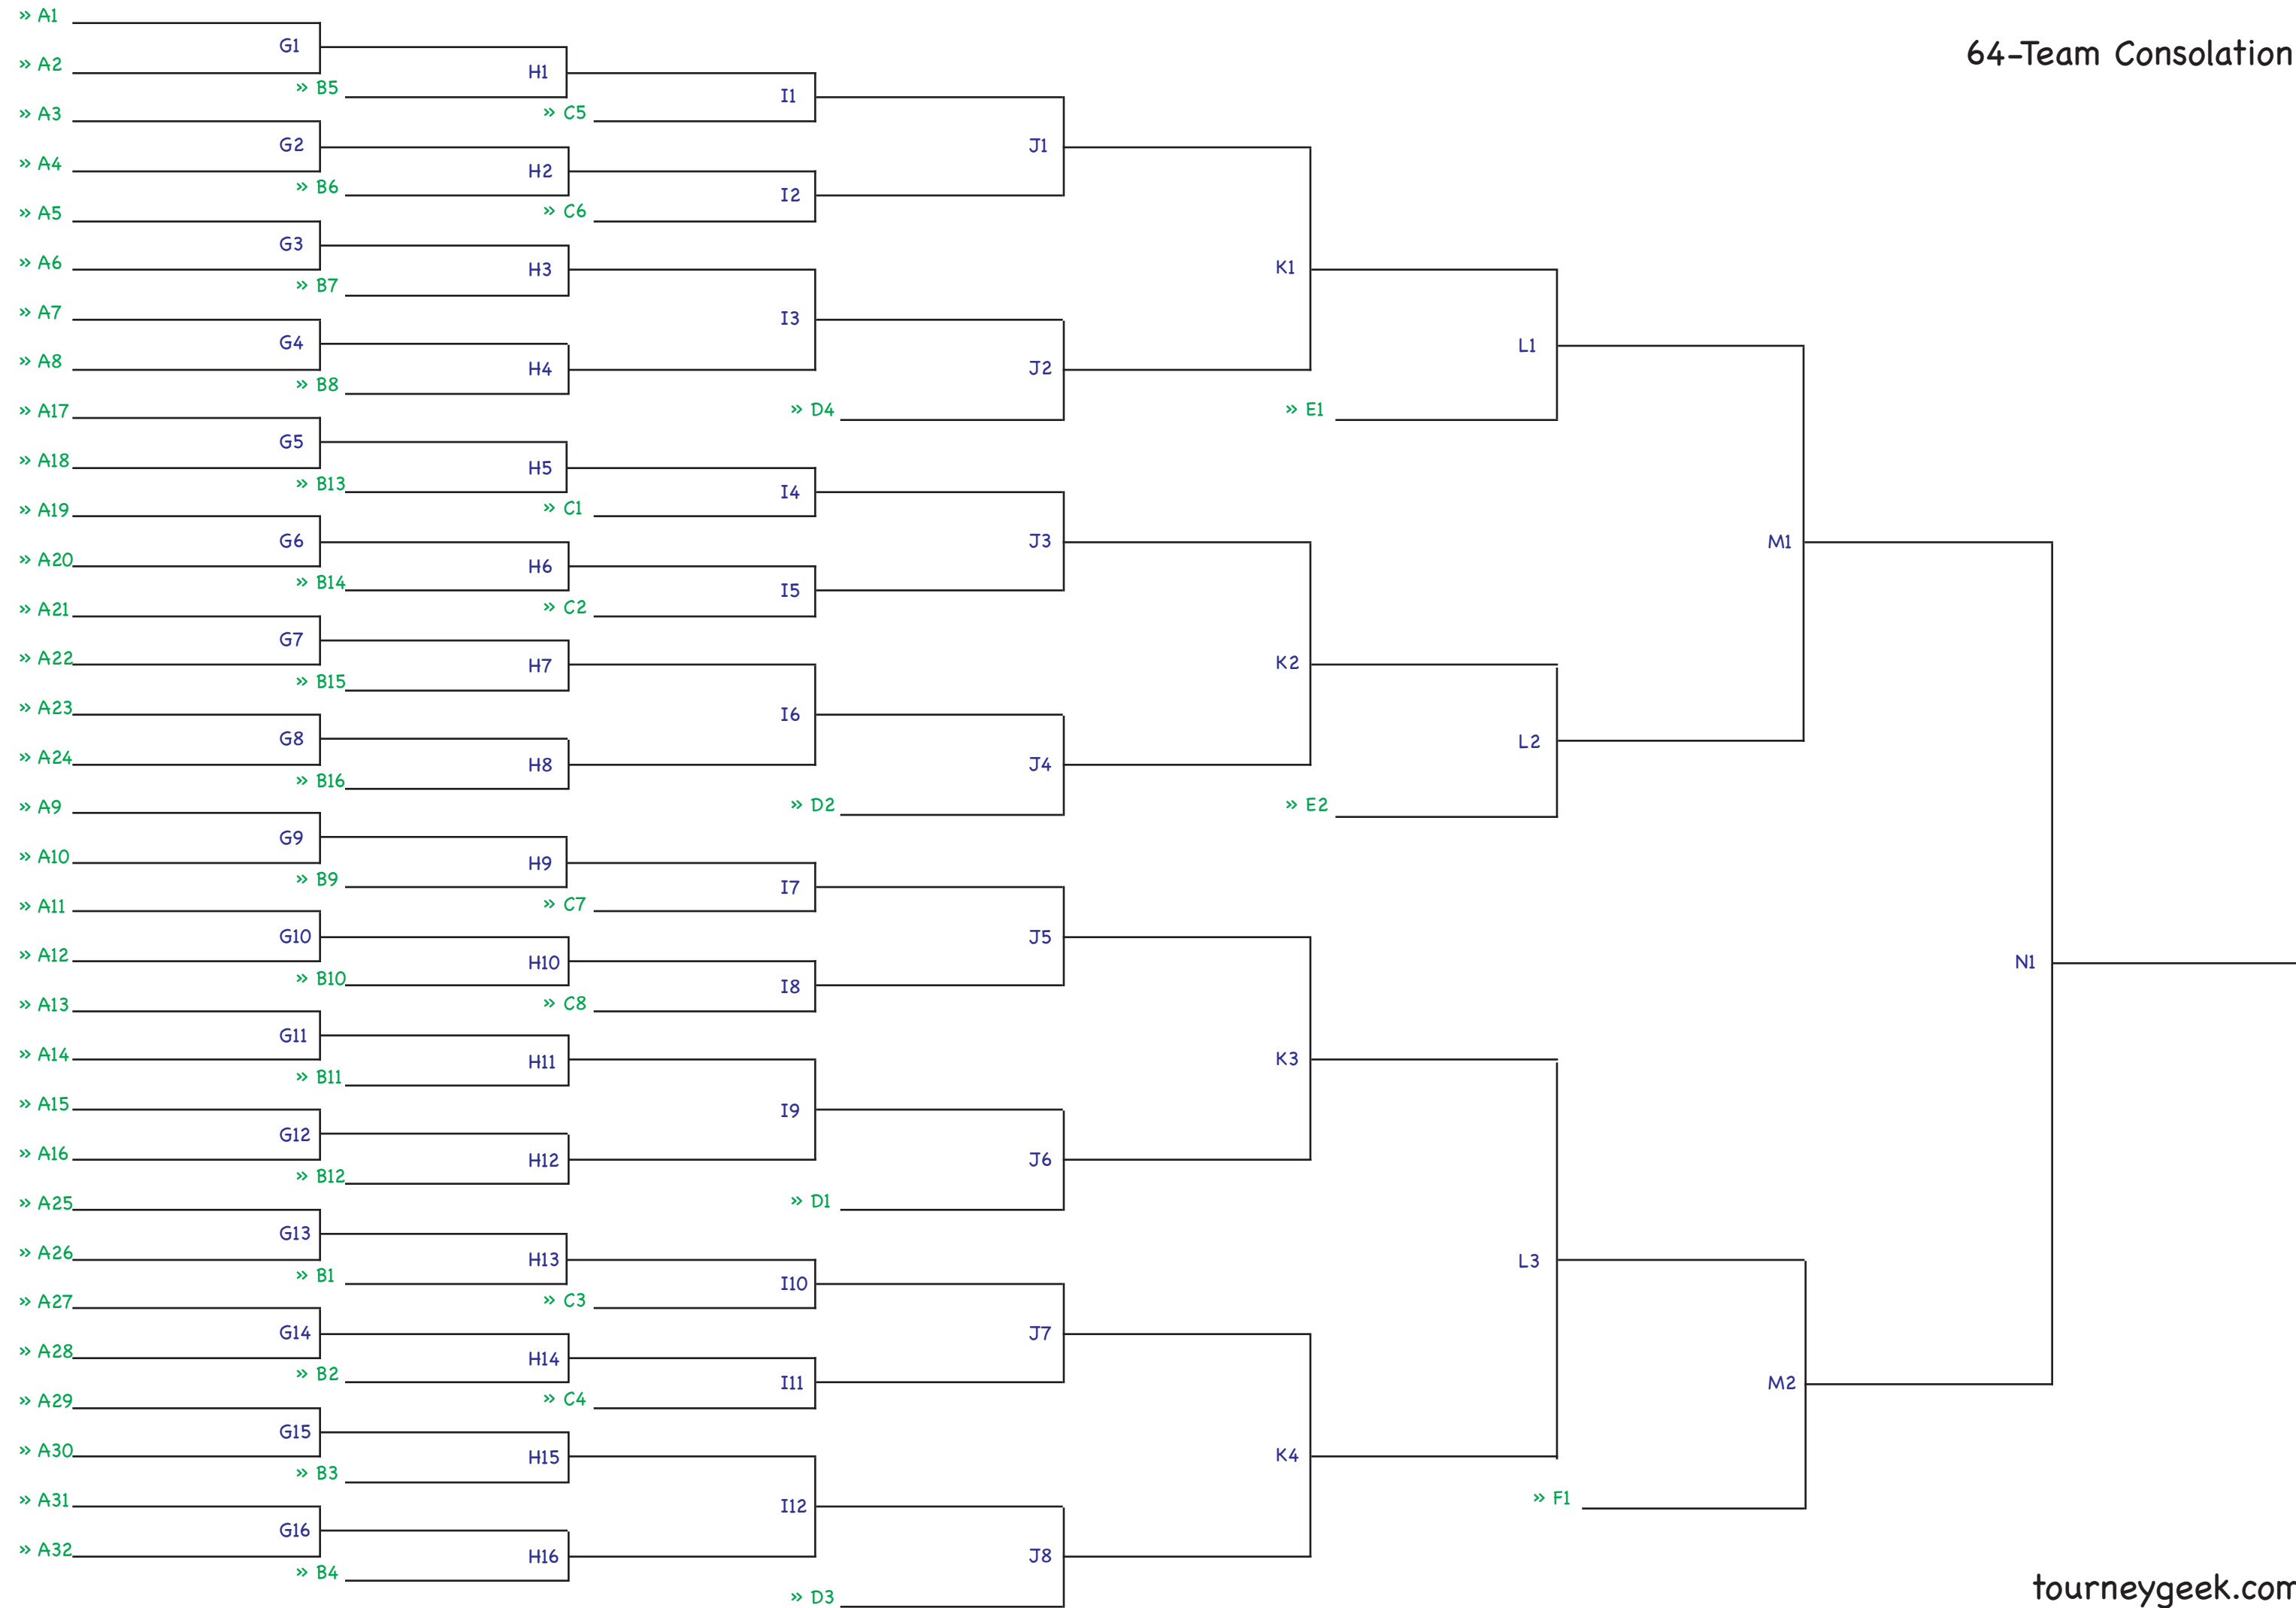 64-Team Consolation
» A1
G1
» A2
H1
» B5
I1
» C5
» A3
G2
J1
» A4
H2
» B6
I2
» C6
» A5
G3
» A6
H3
K1
» B7
» A7
I3
G4
L1
» A8
H4
J2
» B8
» A17
» D4
» E1
G5
» A18
H5
» B13
I4
» C1
» A19
G6
J3
M1
» A20
H6
» B14
I5
» C2
» A21
G7
» A22
H7
K2
» B15
» A23
I6
G8
L2
» A24
H8
J4
» B16
» A9
» D2
» E2
G9
» A10
H9
» B9
I7
» C7
» A11
G10
J5
» A12
H10
N1
» B10
I8
» C8
» A13
G11
» A14
H11
K3
» B11
» A15
I9
G12
» A16
H12
J6
» B12
» A25
» D1
G13
» A26
H13
L3
» B1
I10
» C3
» A27
G14
J7
» A28
H14
» B2
I11
M2
» C4
» A29
G15
» A30
H15
K4
» B3
» A31
I12
» F1
G16
» A32
H16
J8
» B4
» D3
tourneygeek.com